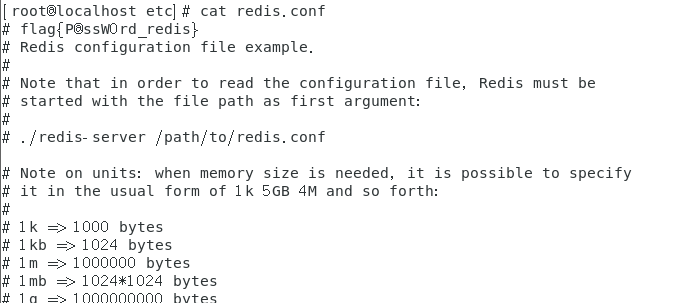 [root@localhost etc]# cat redis.conf
# flag{P@ssW0rd_redis}
# Redis configuration file example.
#
# Note that in order to read the configuration file, Redis must be
# started with the file path as first argument:
#
# ./redis-server /path/to/redis.conf

# Note on units: when memory size is needed, it is possible to specify
# it in the usual form of 1k 5GB 4M and so forth:
#
# 1k => 1000 bytes
# 1kb => 1024 bytes
# 1m => 1000000 bytes
# 1mb => 1024*1024 bytes
# 1g => 1000000000 bytes